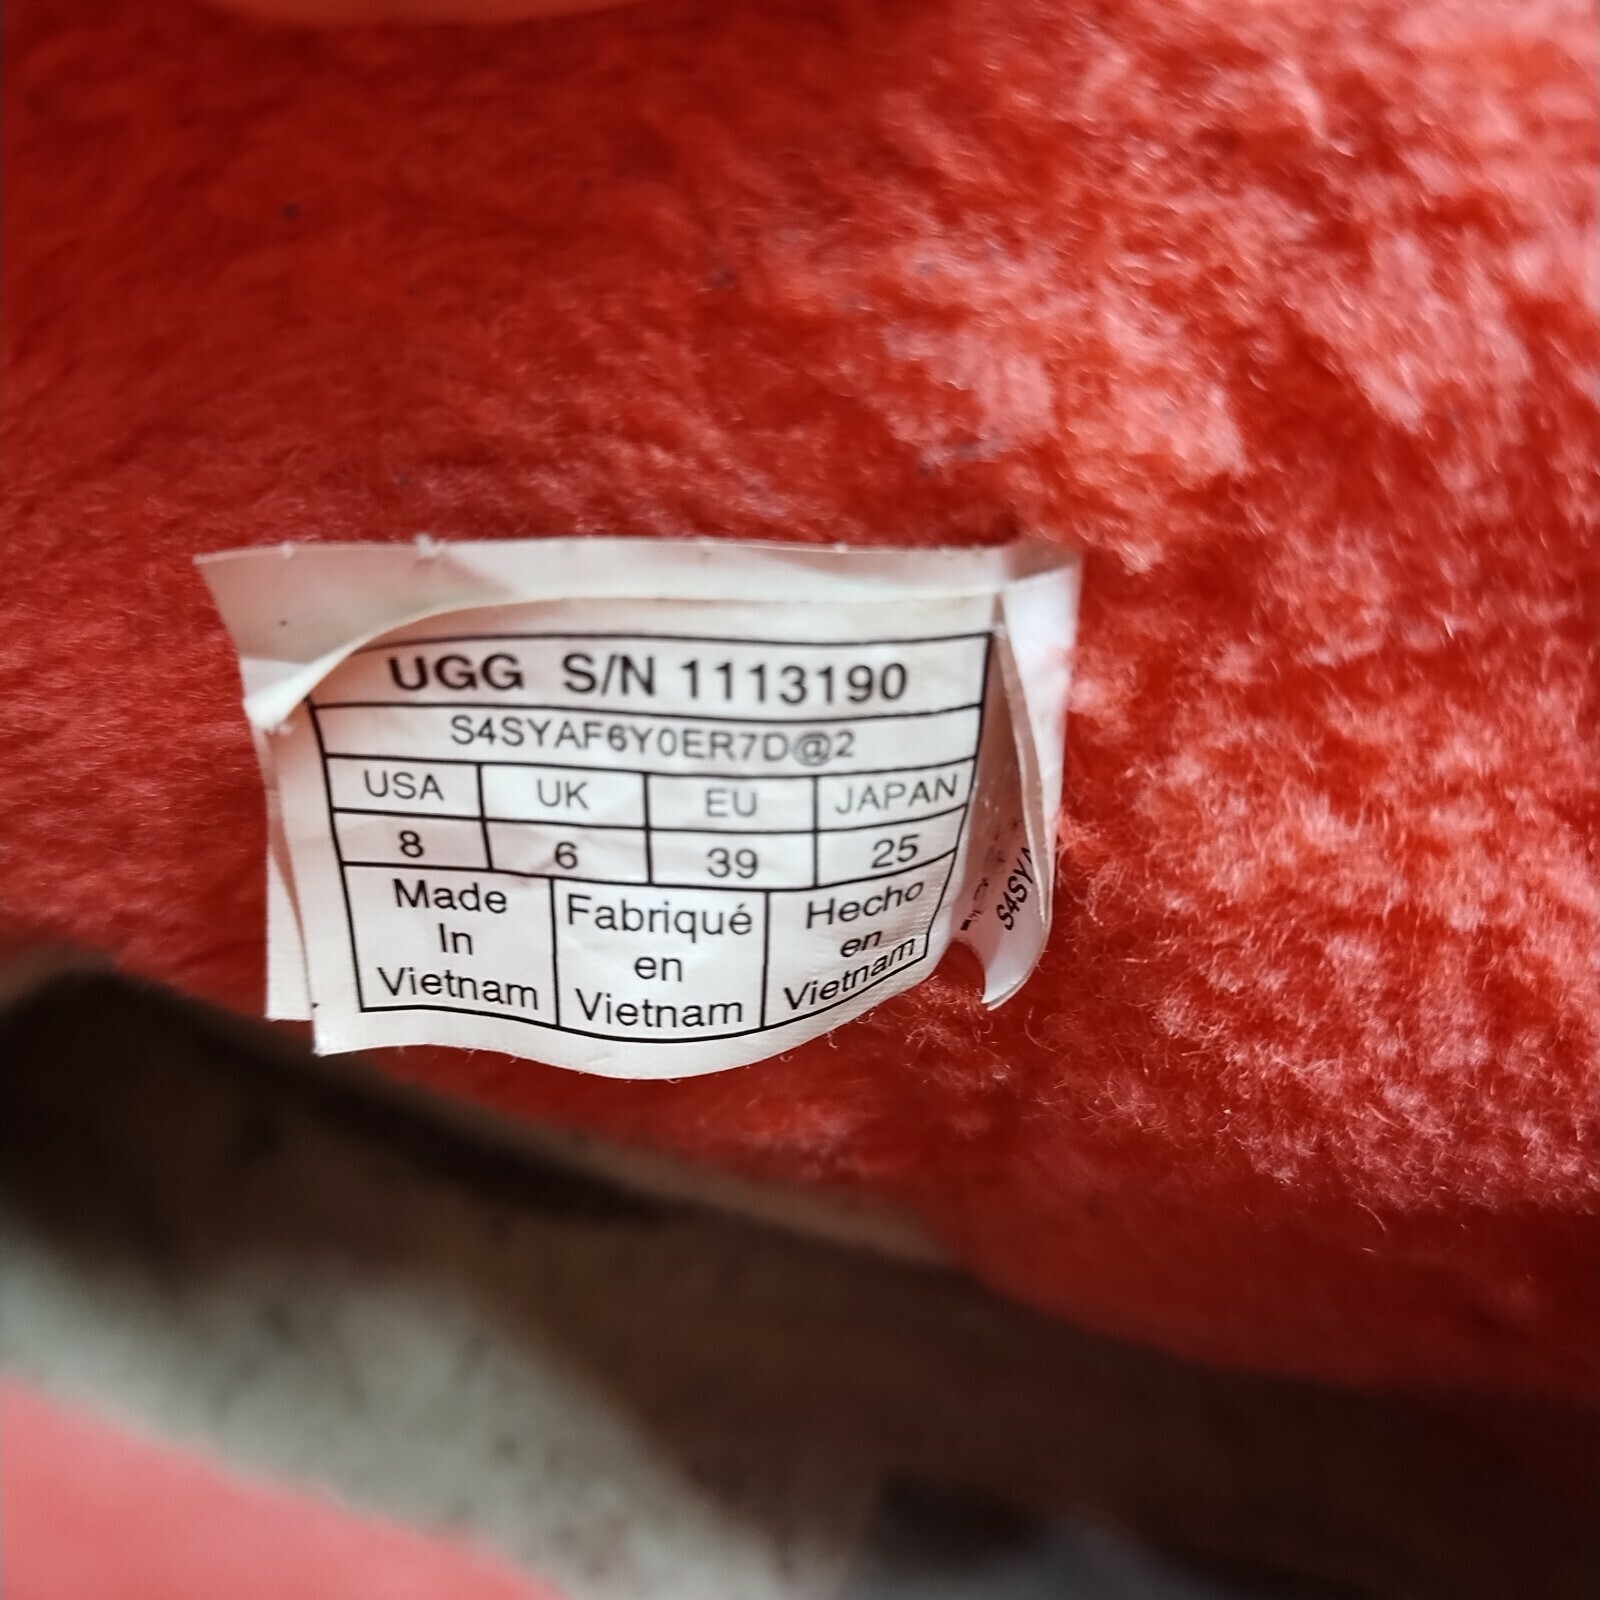 UGG S/N 1113190
S4SYAF6Y0ER7D@2
USA UK EU JAPAN
8 6 39 25
Made
In
Vietnam
Fabriqué
en
Vietnam
Hecho
en
Vietnam
S4SYA